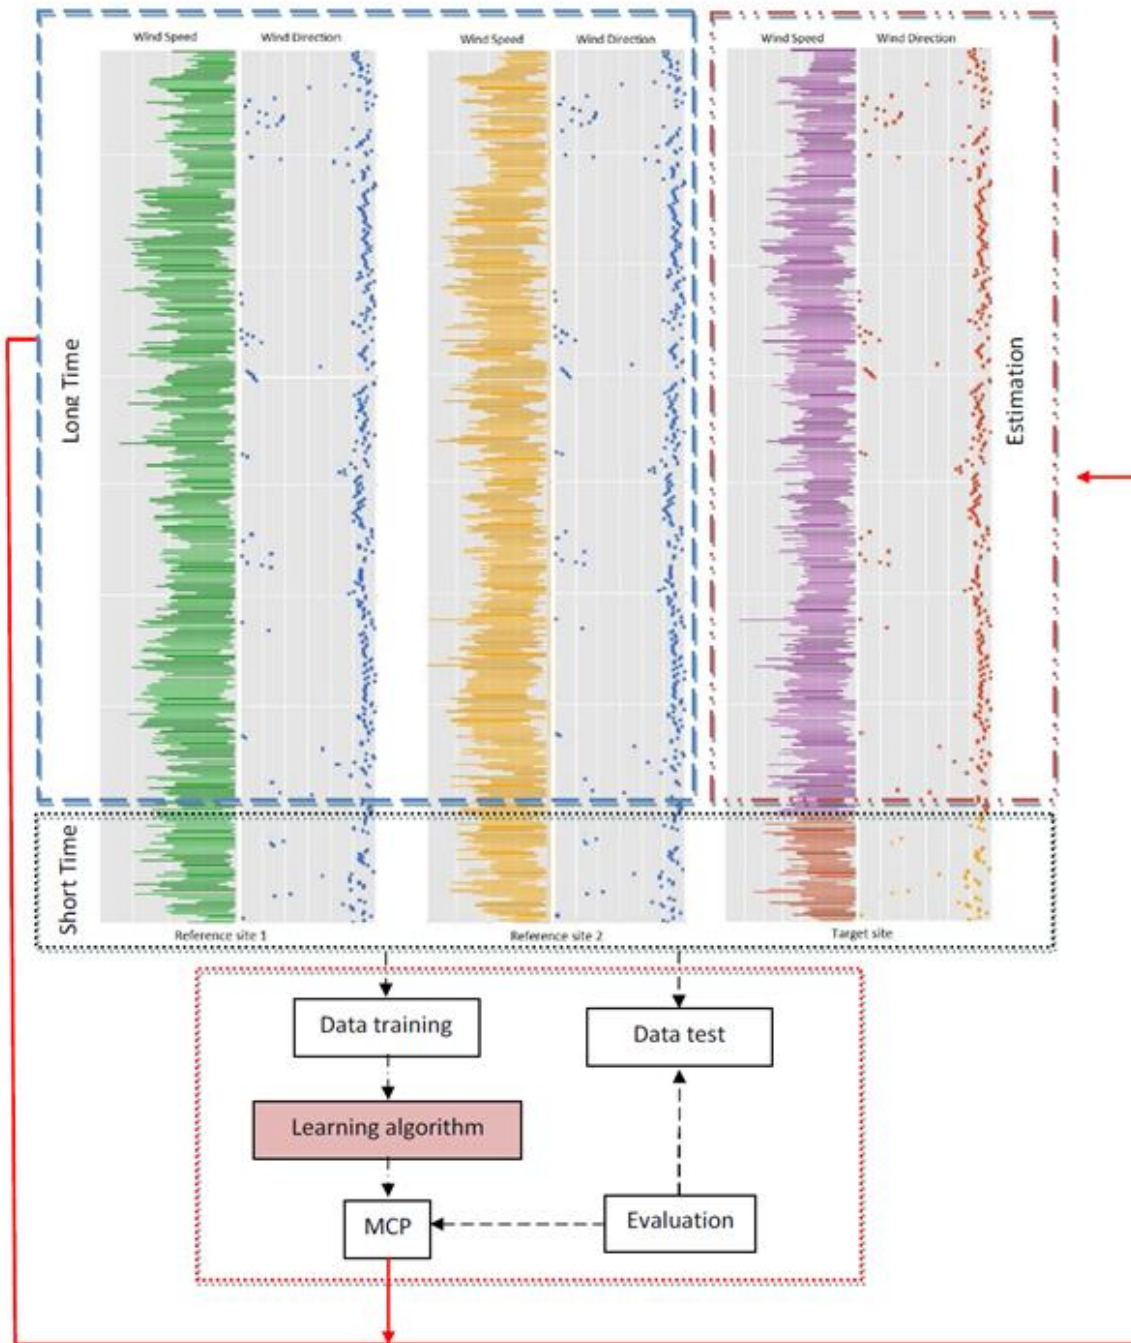 Wind Speed Wind Direction Wind Speed Wind Direction Wind Speed Wind Direction
Long Time
Estimation
Short Time
Reference site 1 Reference site 2 Target site
Data training Data test
Learning algorithm
MCP Evaluation